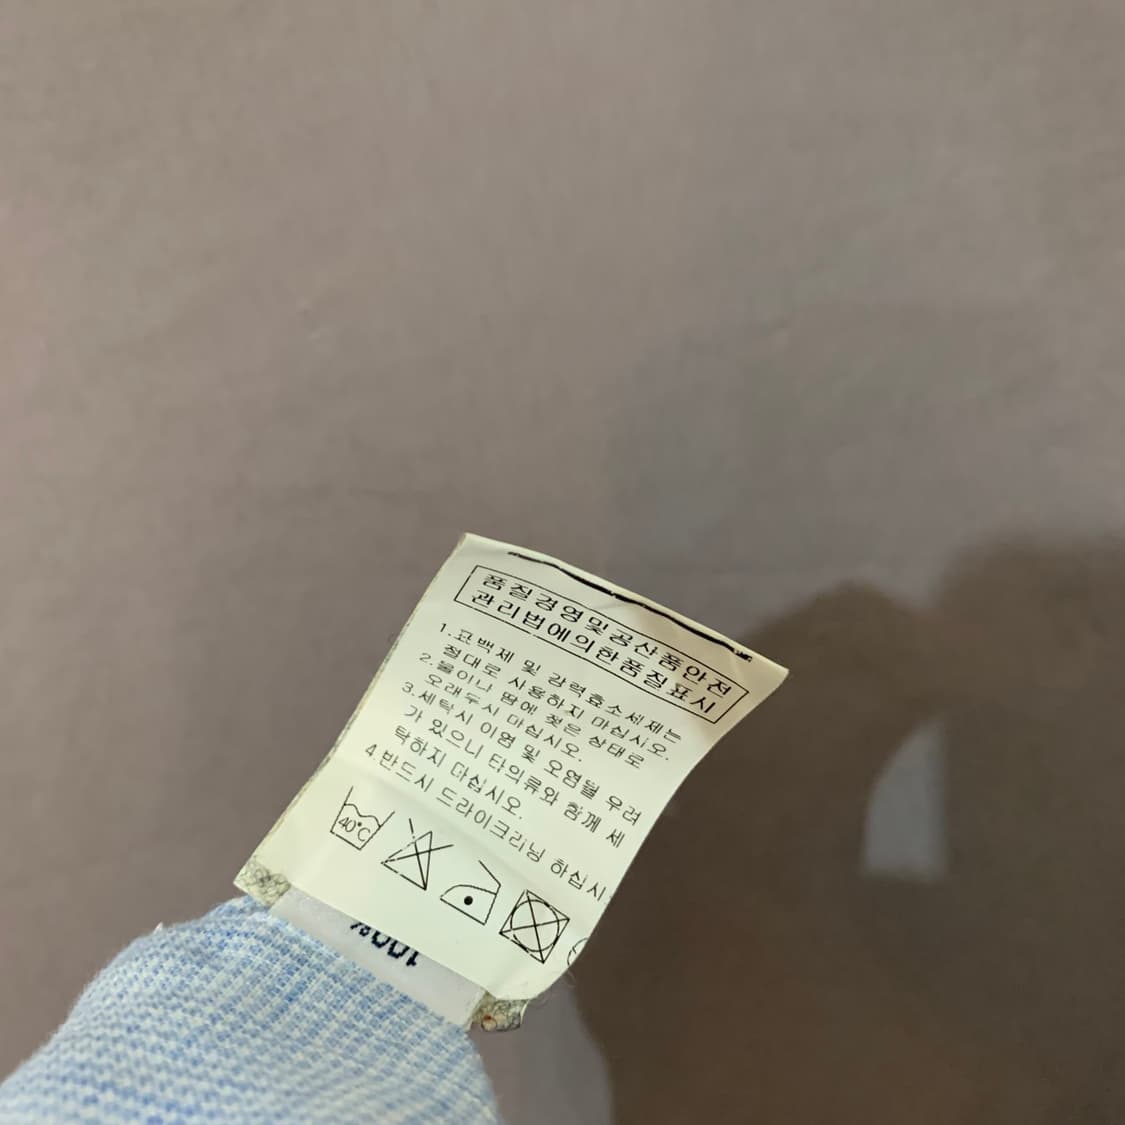 품질경영및공산품안전
관리법에의한품질표시
1.표백제 및 강력효소세제는
절대로 사용하지 마십시오.
2.물이나 땀에 젖은 상태로
오래두시 마십시오.
3.세탁시 이염 및 오염될 우려
가 있으니 타의류와 함께 세
탁하지 마십시오.
4.반드시 드라이크리닝 하십시
40°C
100%